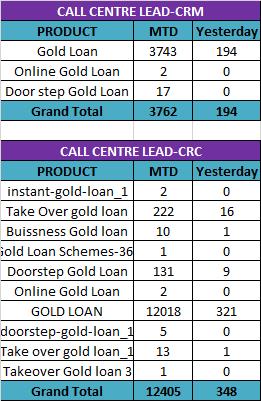 CALL CENTRE LEAD-CRM
PRODUCT MTD Yesterday
Gold Loan 3743 194
Online Gold Loan 2 0
Door step Gold Loan 17 0
Grand Total 3762 194
CALL CENTRE LEAD-CRC
PRODUCT MTD Yesterday
instant-gold-loan_1 2 0
Take Over gold loan 222 16
Buissness Gold loan 10 1
Gold Loan Schemes-36 1 0
Doorstep Gold Loan 131 9
Online Gold Loan 2 0
GOLD LOAN 12018 321
doorstep-gold-loan_1 5 0
Take over gold loan_1 13 1
Takeover Gold loan 3 1 0
Grand Total 12405 348